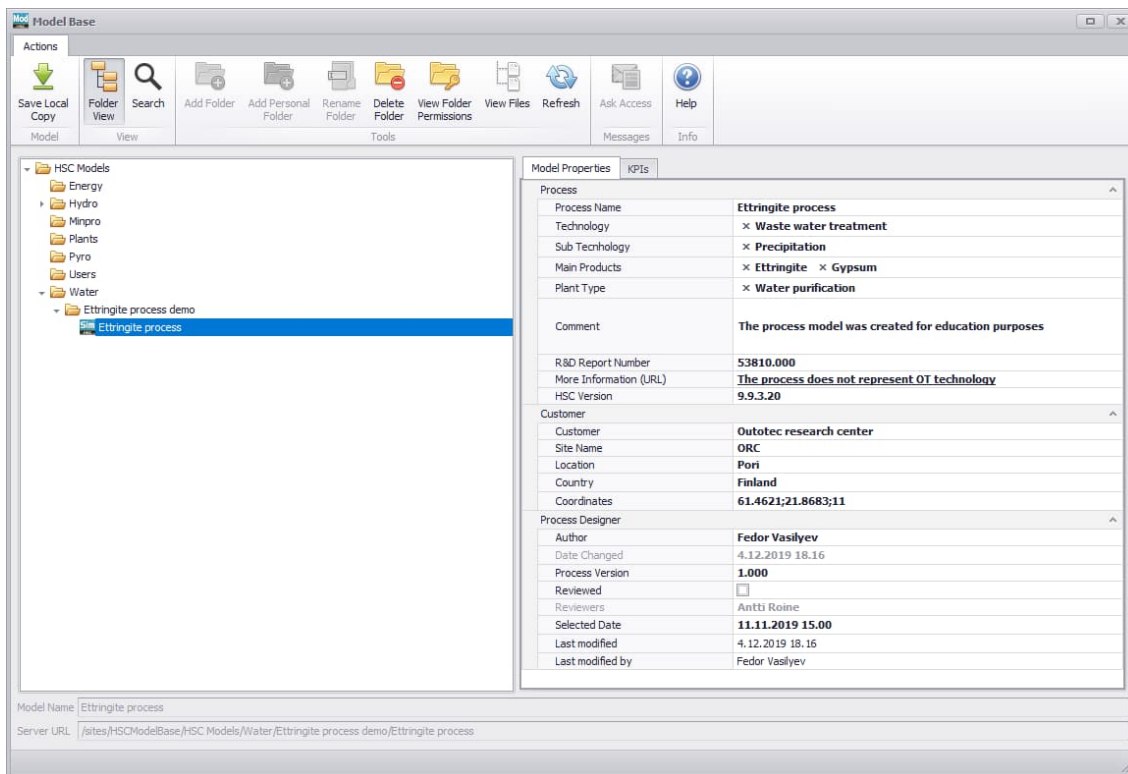 Mod Model Base
Actions
Save Local Copy
Folder View
Search
Add Folder
Add Personal Folder
Rename Folder
Delete Folder
View Folder Permissions
View Files
Refresh
Ask Access
Help
Model
View
Tools
Messages
Info
HSC Models
Energy
Hydro
Minpro
Plants
Pyro
Users
Water
Ettringite process demo
Sim Ettringite process
Model Properties KPIs
Process
Process Name Ettringite process
Technology × Waste water treatment
Sub Tecnhology × Precipitation
Main Products × Ettringite × Gypsum
Plant Type × Water purification
Comment The process model was created for education purposes
R&D Report Number 53810.000
More Information (URL) The process does not represent OT technology
HSC Version 9.9.3.20
Customer
Customer Outotec research center
Site Name ORC
Location Pori
Country Finland
Coordinates 61.4621;21.8683;11
Process Designer
Author Fedor Vasilyev
Date Changed 4.12.2019 18.16
Process Version 1.000
Reviewed
Reviewers Antti Roine
Selected Date 11.11.2019 15.00
Last modified 4.12.2019 18.16
Last modified by Fedor Vasilyev
Model Name Ettringite process
Server URL /sites/HSCModelBase/HSC Models/Water/Ettringite process demo/Ettringite process